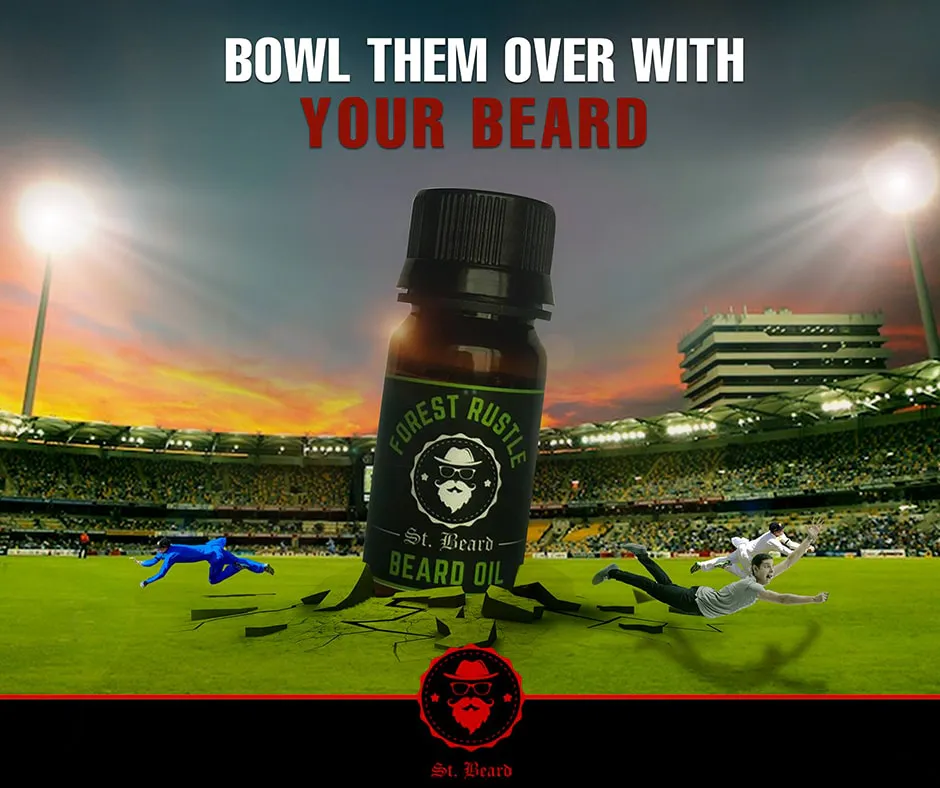 BOWL THEM OVER WITH
YOUR BEARD
FOREST RUSTLE
St. Beard
BEARD OIL
St. Beard